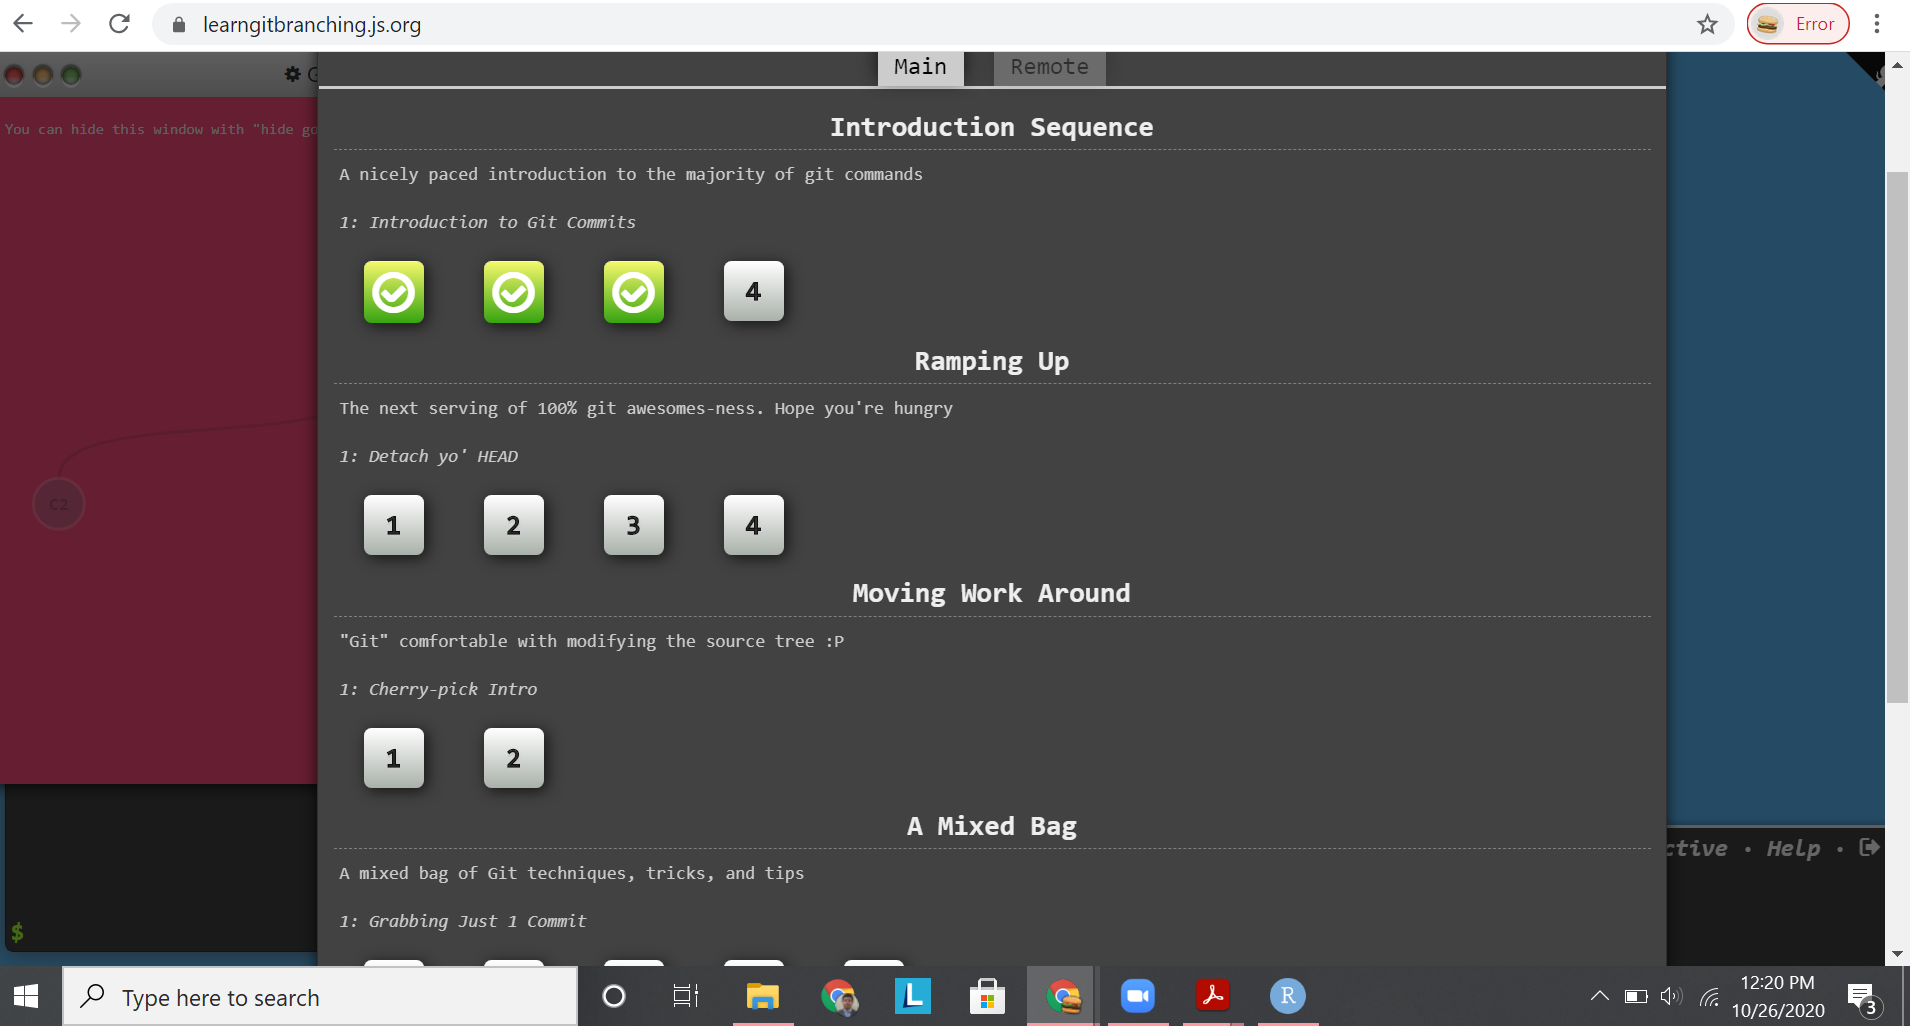 learngitbranching.js.org
Error
Main
Remote
You can hide this window with "hide
Introduction Sequence
A nicely paced introduction to the majority of git commands
1: Introduction to Git Commits
4
Ramping Up
The next serving of 100% git awesomes-ness. Hope you're hungry
1: Detach yo' HEAD
1 2 3 4
C2
Moving Work Around
"Git" comfortable with modifying the source tree :P
1: Cherry-pick Intro
1 2
A Mixed Bag
ctive • Help •
A mixed bag of Git techniques, tricks, and tips
1: Grabbing Just 1 Commit
$
Type here to search
L
R
12:20 PM
10/26/2020
3